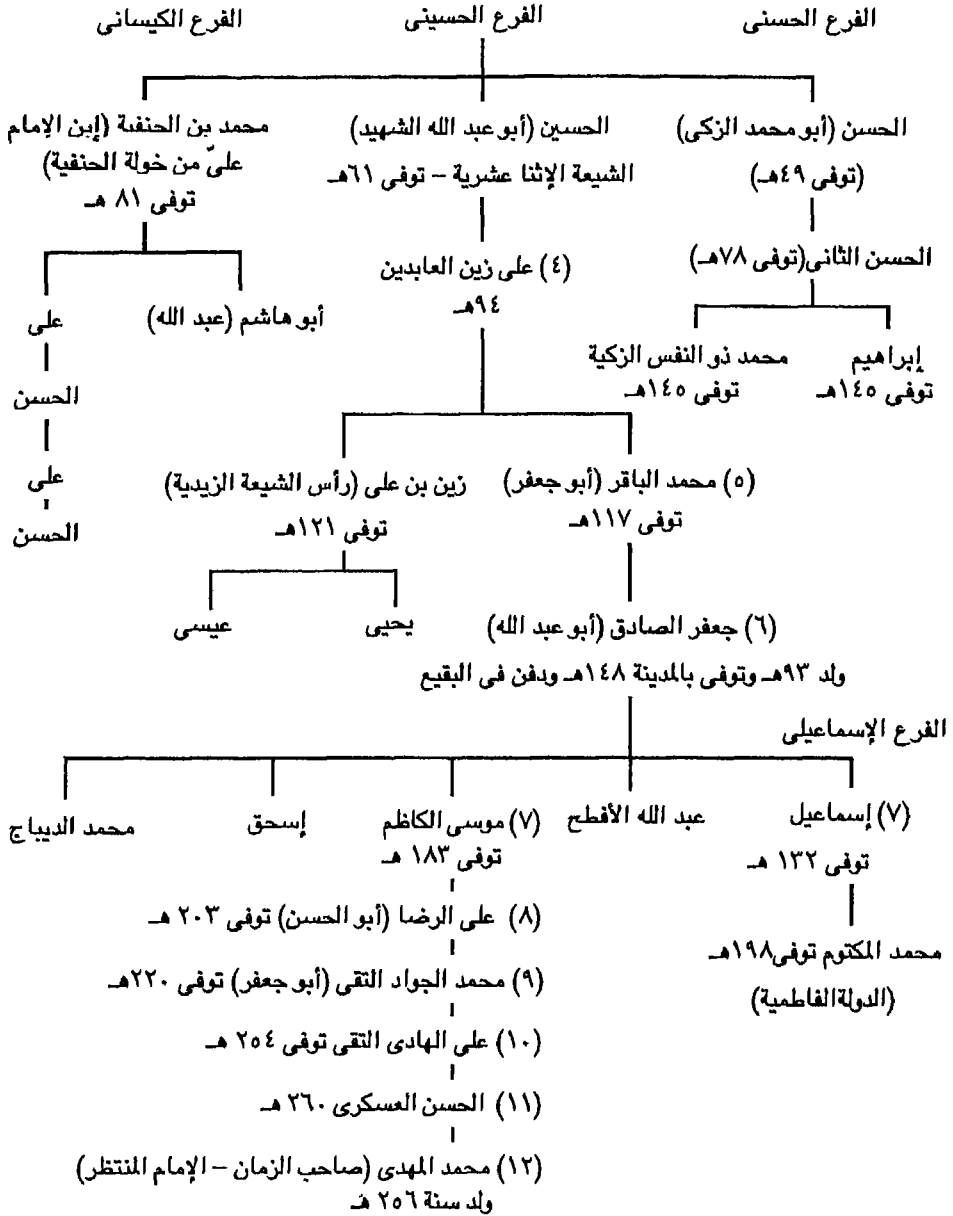 الفرع الحسنى
الفرع الحسينى
الفرع الكيسانى
الحسن (أبو محمد الزكى)
(توفى ٤٩هـ)
الحسين (أبو عبد الله الشهيد)
الشيعة الإثنا عشرية – توفى ٦١هـ
محمد بن الحنفية (إبن الإمام
علىّ من خولة الحنفية)
توفى ٨١ هـ
الحسن الثانى(توفى ٧٨هـ)
(٤) على زين العابدين
٩٤هـ
أبو هاشم (عبد الله)
على
إبراهيم
توفى ١٤٥هـ
محمد ذو النفس الزكية
توفى ١٤٥هـ
الحسن
على
الحسن
(٥) محمد الباقر (أبو جعفر)
توفى ١١٧هـ
زين بن على (رأس الشيعة الزيدية)
توفى ١٢١هـ
يحيى
عيسى
(٦) جعفر الصادق (أبو عبد الله)
ولد ٩٣هـ وتوفى بالمدينة ١٤٨هـ ودفن فى البقيع
الفرع الإسماعيلى
(٧) إسماعيل
توفى ١٣٢ هـ
عبد الله الأفطح
(٧) موسى الكاظم
توفى ١٨٣ هـ
إسحق
محمد الديباج
محمد المكتوم توفى١٩٨هـ
(الدولةالفاطمية)
(٨) على الرضا (أبو الحسن) توفى ٢٠٣ هـ
(٩) محمد الجواد التقى (أبو جعفر) توفى ٢٢٠هـ
(١٠) على الهادى التقى توفى ٢٥٤ هـ
(١١) الحسن العسكرى ٢٦٠ هـ
(١٢) محمد المهدى (صاحب الزمان – الإمام المنتظر)
ولد سنة ٢٥٦ هـ